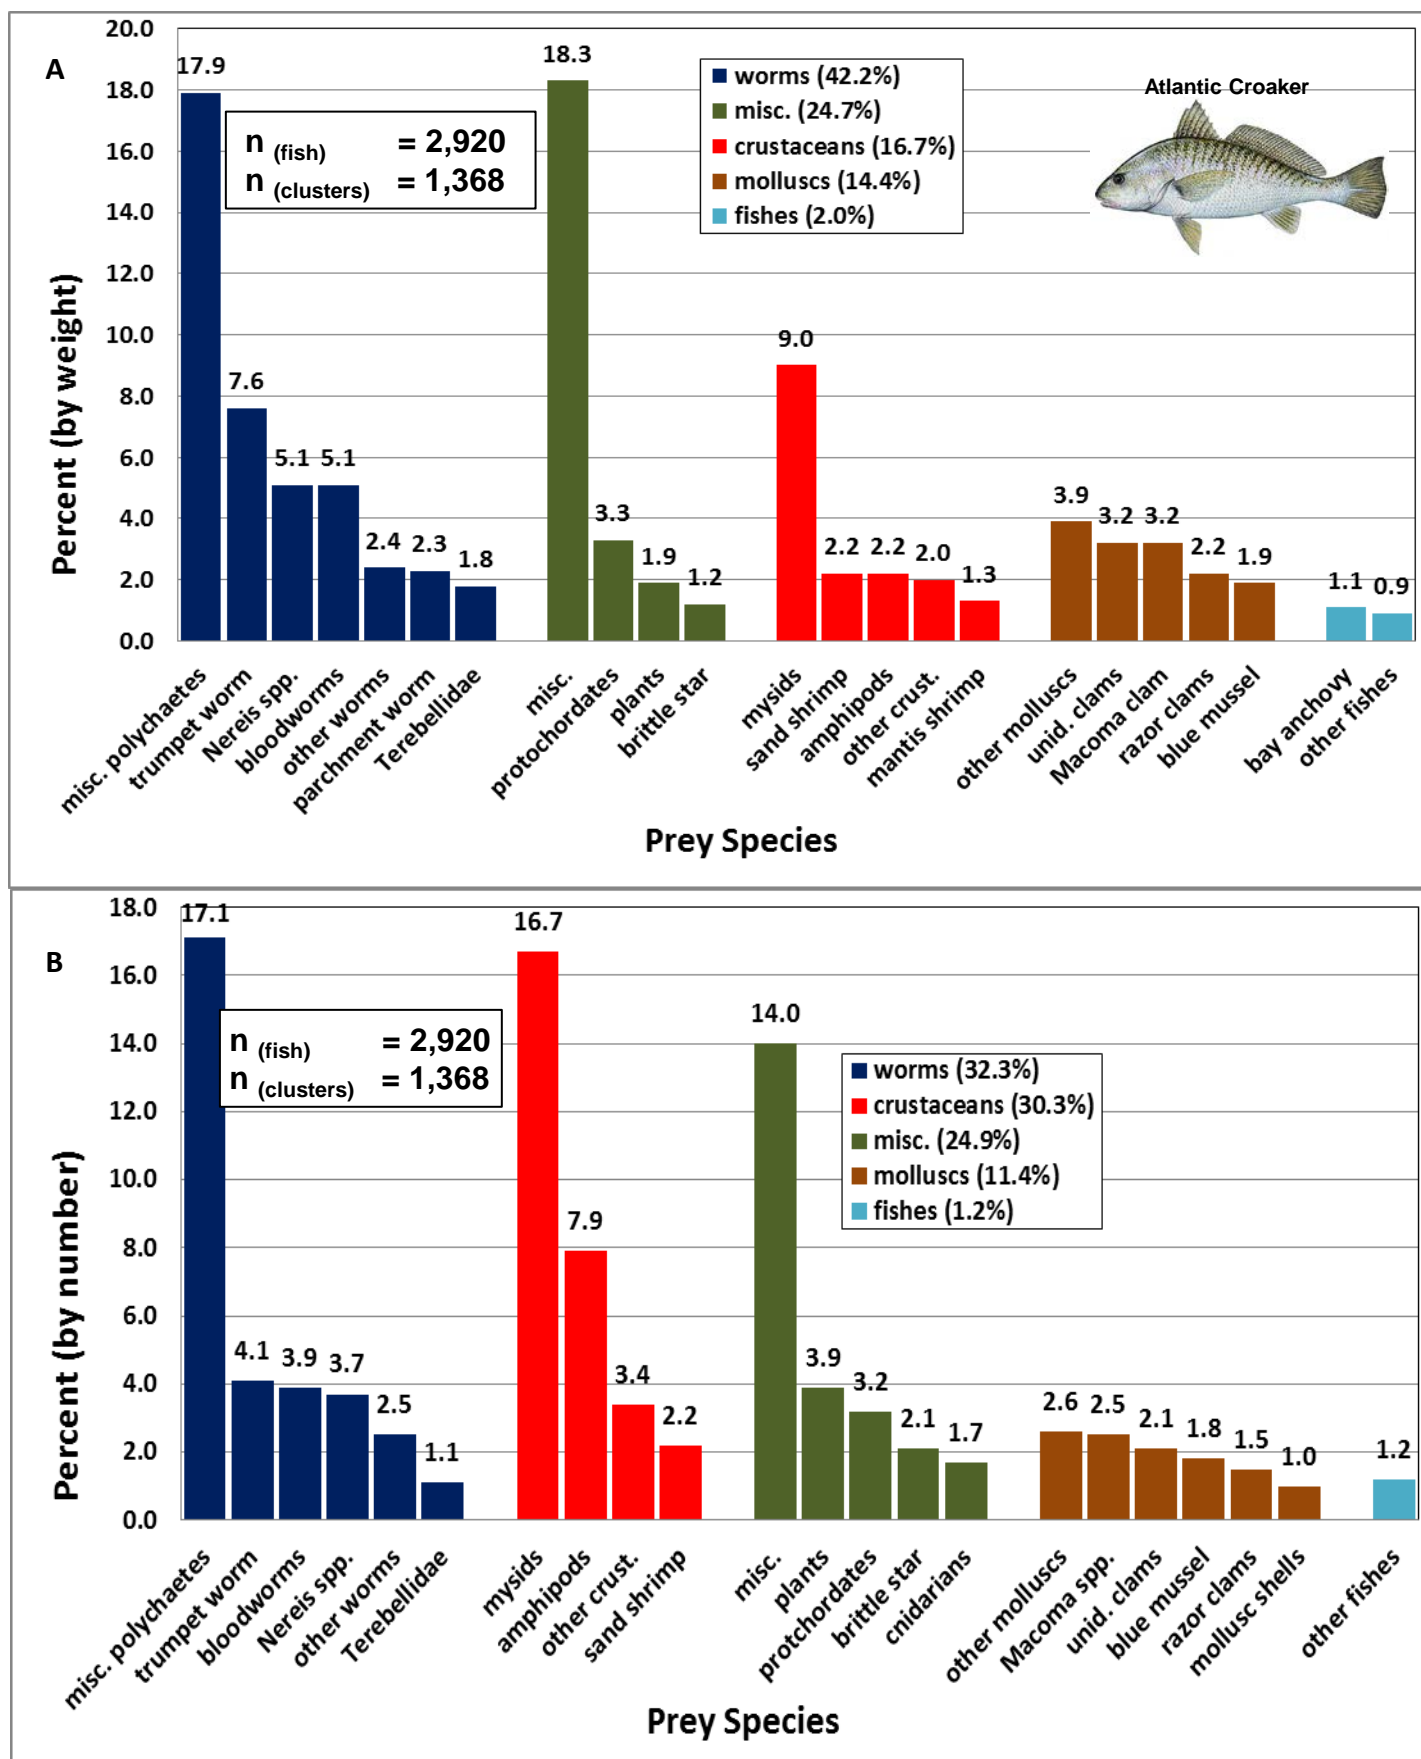 A
Percent (by weight)
20.0
18.0
16.0
14.0
12.0
10.0
8.0
6.0
4.0
2.0
0.0
n (fish) = 2,920
n (clusters) = 1,368
worms (42.2%)
misc. (24.7%)
crustaceans (16.7%)
molluscs (14.4%)
fishes (2.0%)
Atlantic Croaker
17.9
7.6
5.1
5.1
2.4
2.3
1.8
18.3
3.3
1.9
1.2
9.0
2.2
2.2
2.0
1.3
3.9
3.2
3.2
2.2
1.9
1.1
0.9
misc. polychaetes
trumpet worm
Nereis spp.
bloodworms
other worms
parchment worm
Terebellidae
misc.
protochordates
plants
brittle star
mysids
sand shrimp
amphipods
other crust.
mantis shrimp
other molluscs
unid. clams
Macoma clam
razor clams
blue mussel
bay anchovy
other fishes
Prey Species
B
Percent (by number)
18.0
16.0
14.0
12.0
10.0
8.0
6.0
4.0
2.0
0.0
n (fish) = 2,920
n (clusters) = 1,368
worms (32.3%)
crustaceans (30.3%)
misc. (24.9%)
molluscs (11.4%)
fishes (1.2%)
17.1
4.1
3.9
3.7
2.5
1.1
16.7
7.9
3.4
2.2
14.0
3.9
3.2
2.1
1.7
2.6
2.5
2.1
1.8
1.5
1.0
1.2
misc. polychaetes
trumpet worm
bloodworms
Nereis spp.
other worms
Terebellidae
mysids
amphipods
other crust.
sand shrimp
misc.
plants
protchordates
brittle star
cnidarians
other molluscs
Macoma spp.
unid. clams
blue mussel
razor clams
mollusc shells
other fishes
Prey Species